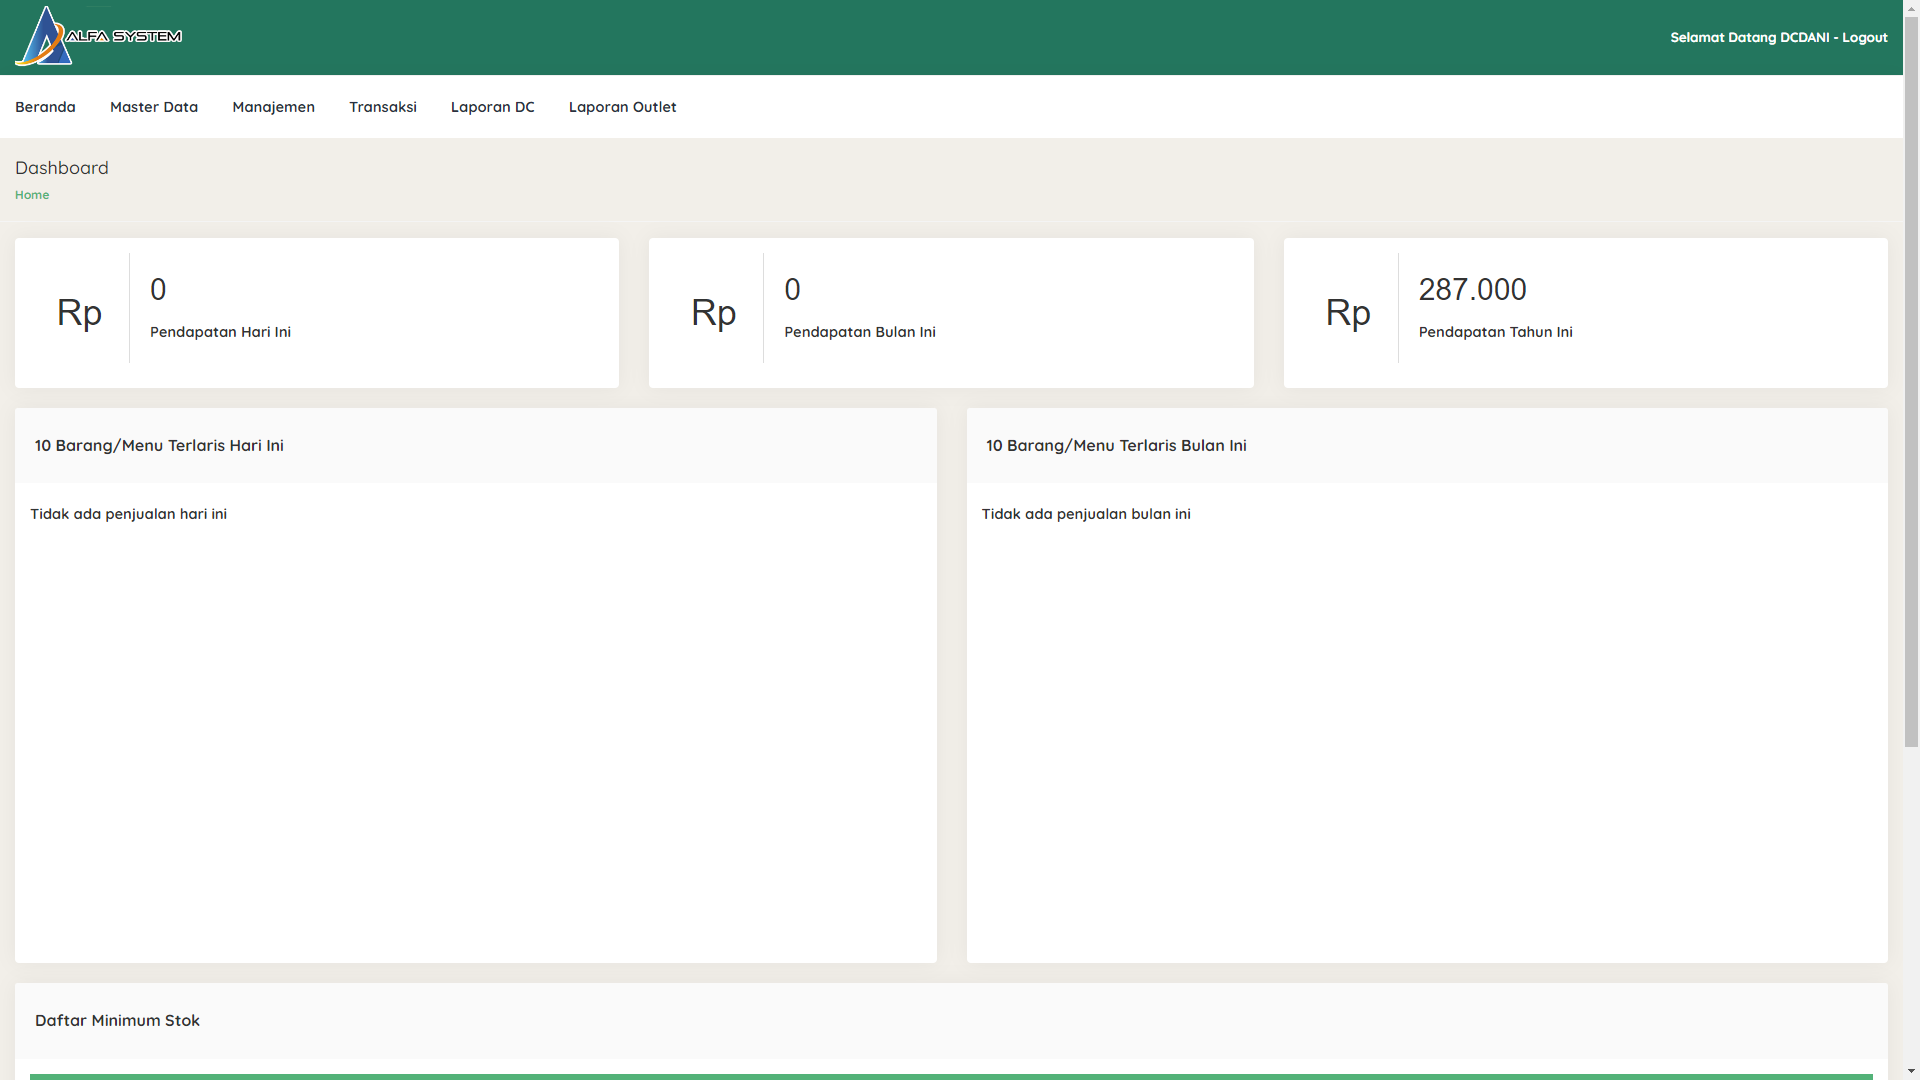 ALFA SYSTEM
Selamat Datang DCDANI - Logout
Beranda Master Data Manajemen Transaksi Laporan DC Laporan Outlet
Dashboard
Home
Rp
0
Pendapatan Hari Ini
Rp
0
Pendapatan Bulan Ini
Rp
287.000
Pendapatan Tahun Ini
10 Barang/Menu Terlaris Hari Ini
Tidak ada penjualan hari ini
10 Barang/Menu Terlaris Bulan Ini
Tidak ada penjualan bulan ini
Daftar Minimum Stok